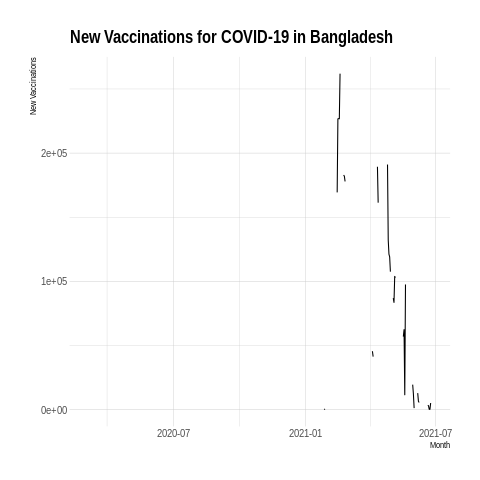 New Vaccinations for COVID-19 in Bangladesh
New Vaccinations
2e+05
1e+05
0e+00
2020-07
2021-01
2021-07
Month